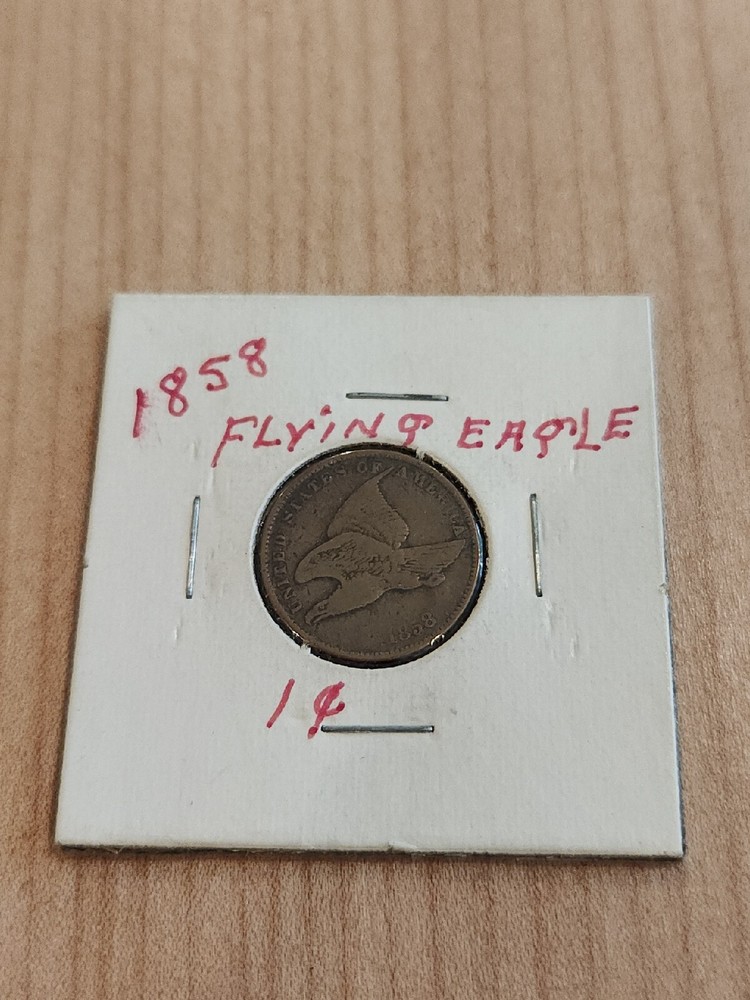 1858
FLYING EAGLE
UNITED STATES OF AMERICA
1858
1¢